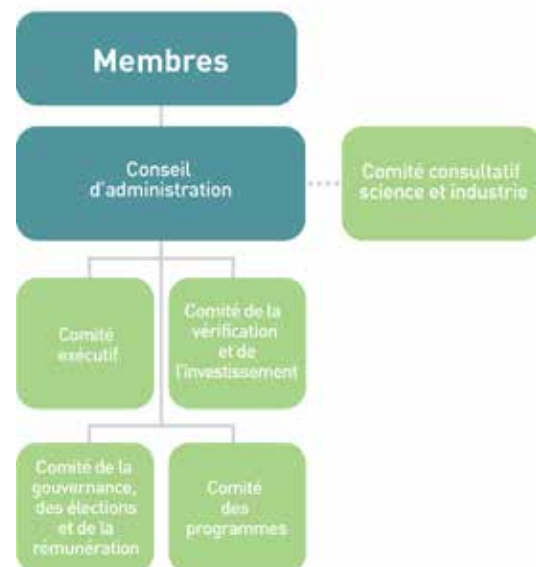 Membres
Conseil
d'administration
Comité consultatif
science et industrie
Comité
exécutif
Comité de la
vérification
et de
l'investissement
Comité de la
gouvernance,
des élections
et de la
rémunération
Comité
des
programmes